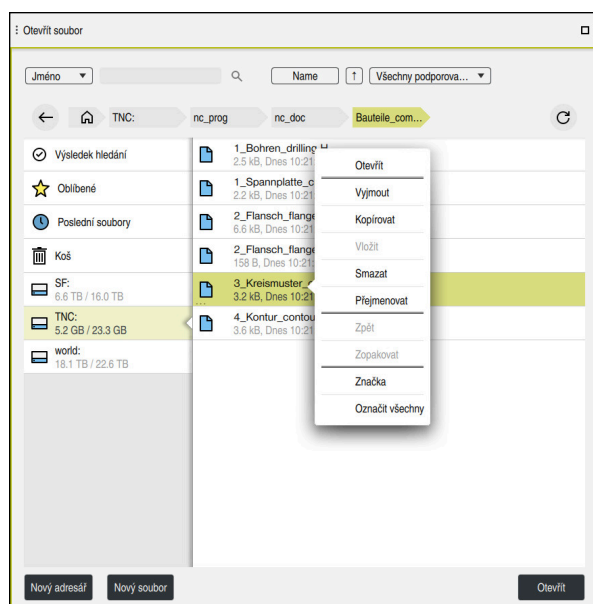 Otevřít soubor
Jméno
Name
Všechny podporova...
TNC:
nc_prog
nc_doc
Bauteile_com...
Výsledek hledání
Oblíbené
Poslední soubory
Koš
SF:
6.6 TB / 16.0 TB
TNC:
5.2 GB / 23.3 GB
world:
18.1 TB / 22.6 TB
1_Bohren_drilling.H
2.5 kB, Dnes 10:21
1_Spannplatte_c
2.2 kB, Dnes 10:21
2_Flansch_flange
6.6 kB, Dnes 10:21
2_Flansch_flange
158 B, Dnes 10:21
3_Kreismuster_
3.2 kB, Dnes 10:21
4_Kontur_contou
3.6 kB, Dnes 10:21
Otevřít
Vyjmout
Kopírovat
Vložit
Smazat
Přejmenovat
Zpět
Zopakovat
Značka
Označit všechny
Nový adresář
Nový soubor
Otevřít